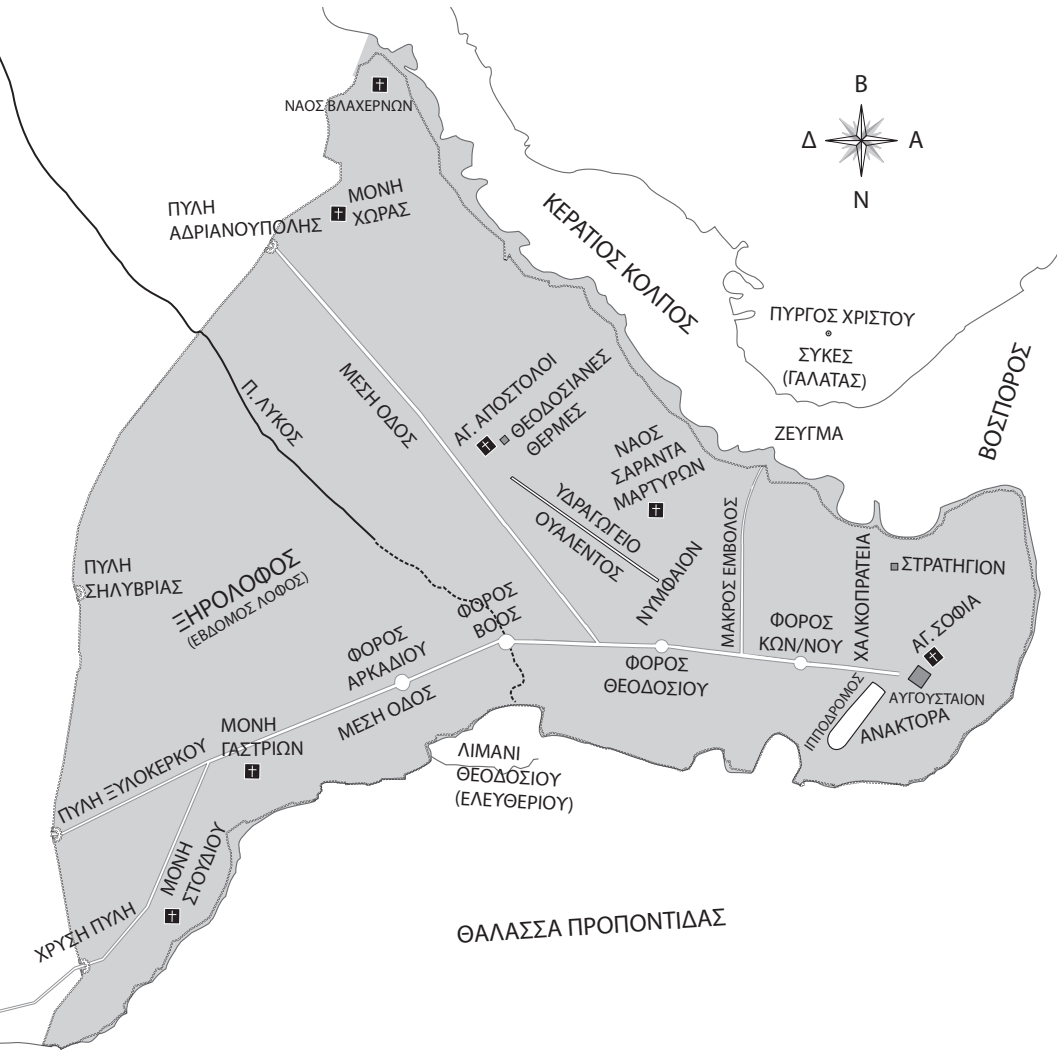 Β
Δ
Α
Ν
ΝΑΟΣ ΒΛΑΧΕΡΝΩΝ
ΜΟΝΗ
ΧΩΡΑΣ
ΠΥΛΗ
ΑΔΡΙΑΝΟΥΠΟΛΗΣ
ΚΕΡΑΤΙΟΣ ΚΟΛΠΟΣ
ΠΥΡΓΟΣ ΧΡΙΣΤΟΥ
ΣΥΚΕΣ
(ΓΑΛΑΤΑΣ)
ΒΟΣΠΟΡΟΣ
ΖΕΥΓΜΑ
Π. ΛΥΚΟΣ
ΜΕΣΗ ΟΔΟΣ
ΑΓ. ΑΠΟΣΤΟΛΟΙ
ΘΕΟΔΟΣΙΑΝΕΣ
ΘΕΡΜΕΣ
ΝΑΟΣ
ΣΑΡΑΝΤΑ
ΜΑΡΤΥΡΩΝ
ΥΔΡΑΓΩΓΕΙΟ
ΟΥΑΛΕΝΤΟΣ
ΝΥΜΦΑΙΟΝ
ΜΑΚΡΟΣ ΕΜΒΟΛΟΣ
ΧΑΛΚΟΠΡΑΤΕΙΑ
ΣΤΡΑΤΗΓΙΟΝ
ΑΓ. ΣΟΦΙΑ
ΠΥΛΗ
ΣΗΛΥΒΡΙΑΣ
ΞΗΡΟΛΟΦΟΣ
(ΕΒΔΟΜΟΣ ΛΟΦΟΣ)
ΦΟΡΟΣ
ΒΟΟΣ
ΦΟΡΟΣ
ΑΡΚΑΔΙΟΥ
ΜΕΣΗ ΟΔΟΣ
ΦΟΡΟΣ
ΘΕΟΔΟΣΙΟΥ
ΦΟΡΟΣ
ΚΩΝ/ΝΟΥ
ΙΠΠΟΔΡΟΜΟΣ
ΑΥΓΟΥΣΤΑΙΟΝ
ΑΝΑΚΤΟΡΑ
ΜΟΝΗ
ΓΑΣΤΡΙΩΝ
ΠΥΛΗ ΞΥΛΟΚΕΡΚΟΥ
ΛΙΜΑΝΙ
ΘΕΟΔΟΣΙΟΥ
(ΕΛΕΥΘΕΡΙΟΥ)
ΜΟΝΗ
ΣΤΟΥΔΙΟΥ
ΧΡΥΣΗ ΠΥΛΗ
ΘΑΛΑΣΣΑ ΠΡΟΠΟΝΤΙΔΑΣ